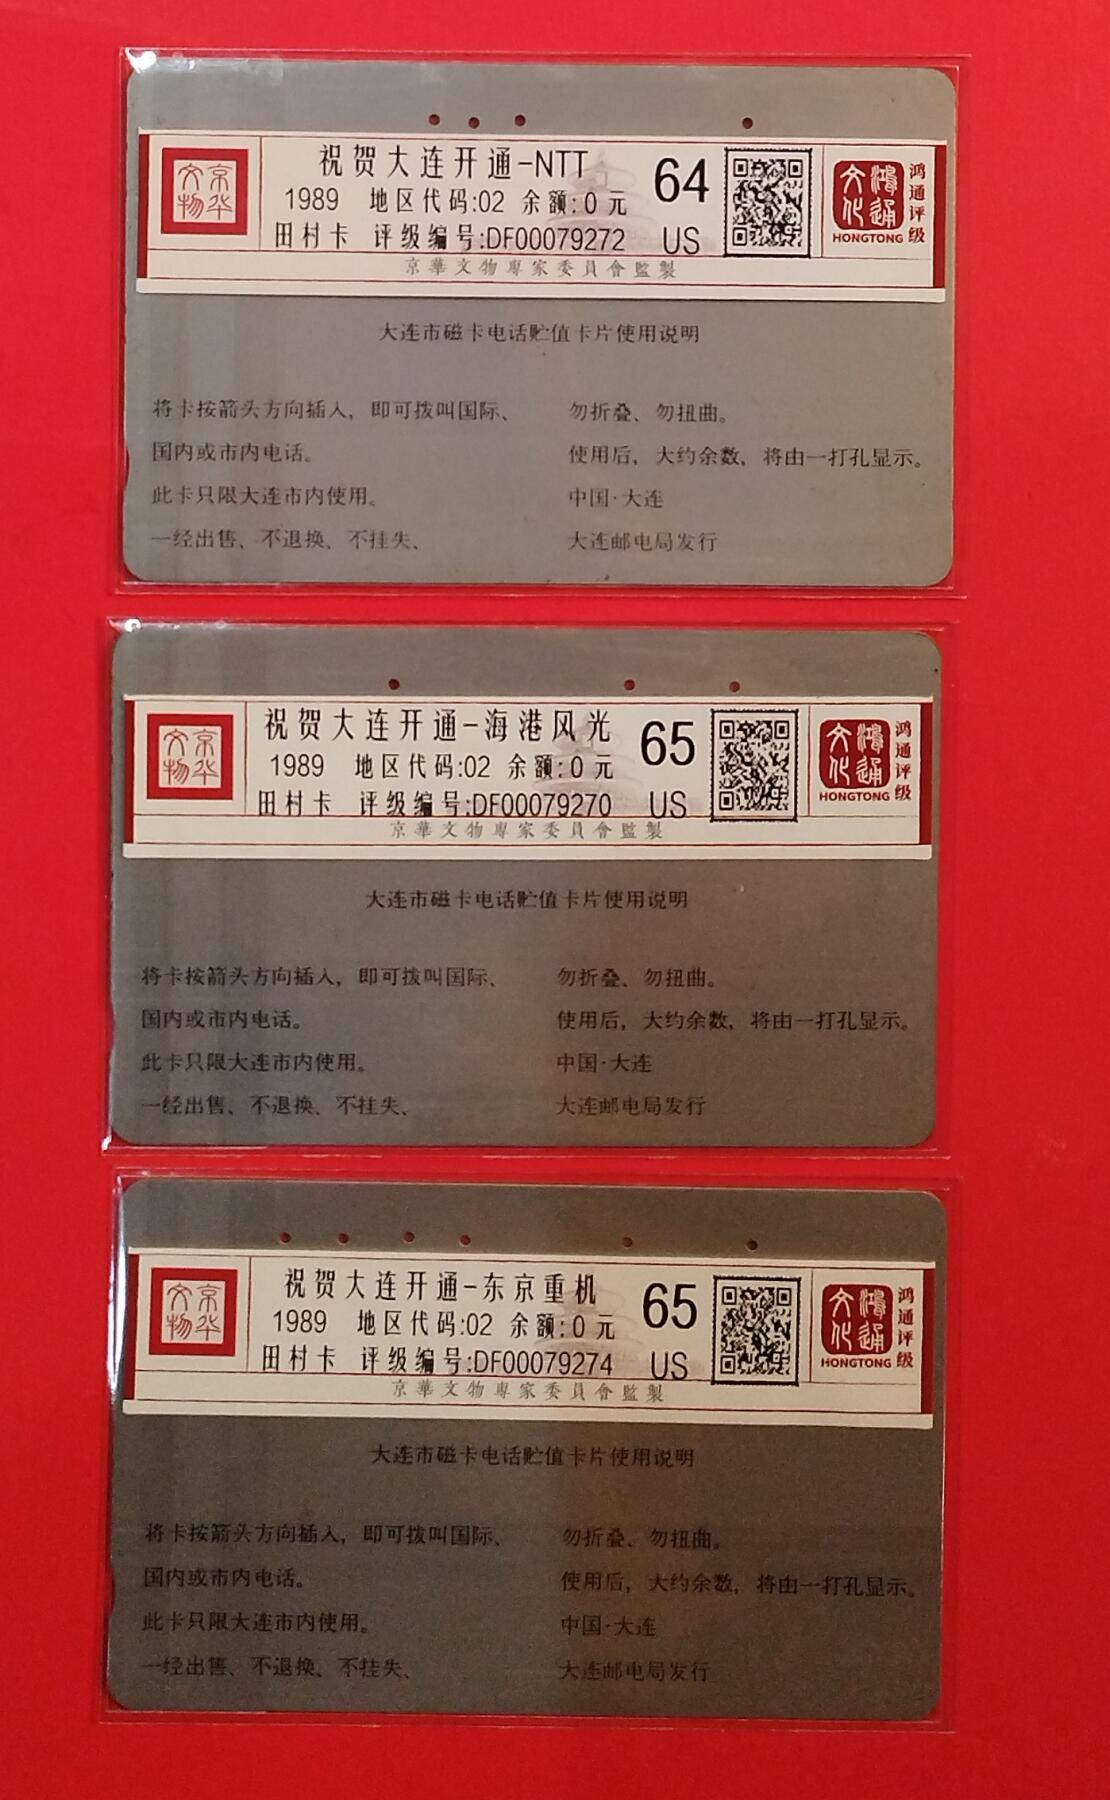 京华文物
祝贺大连开通-NTT
1989 地区代码:02 余额:0 元
田村卡 评级编号:DF00079272
64
US
京華文物專家委員會監製
鸿通文化
HONGTONG
鸿通评级
大连市磁卡电话贮值卡片使用说明
将卡按箭头方向插入，即可拨叫国际、
国内或市内电话。
此卡只限大连市内使用。
一经出售、不退换、不挂失、
勿折叠、勿扭曲。
使用后，大约余数，将由一打孔显示。
中国·大连
大连邮电局发行
京华文物
祝贺大连开通-海港风光
1989 地区代码:02 余额:0 元
田村卡 评级编号:DF00079270
65
US
京華文物專家委員會監製
鸿通文化
HONGTONG
鸿通评级
大连市磁卡电话贮值卡片使用说明
将卡按箭头方向插入，即可拨叫国际、
国内或市内电话。
此卡只限大连市内使用。
一经出售、不退换、不挂失、
勿折叠、勿扭曲。
使用后，大约余数，将由一打孔显示。
中国·大连
大连邮电局发行
京华文物
祝贺大连开通-东京重机
1989 地区代码:02 余额:0 元
田村卡 评级编号:DF00079274
65
US
京華文物專家委員會監製
鸿通文化
HONGTONG
鸿通评级
大连市磁卡电话贮值卡片使用说明
将卡按箭头方向插入，即可拨叫国际、
国内或市内电话。
此卡只限大连市内使用。
一经出售、不退换、不挂失、
勿折叠、勿扭曲。
使用后，大约余数，将由一打孔显示。
中国·大连
大连邮电局发行